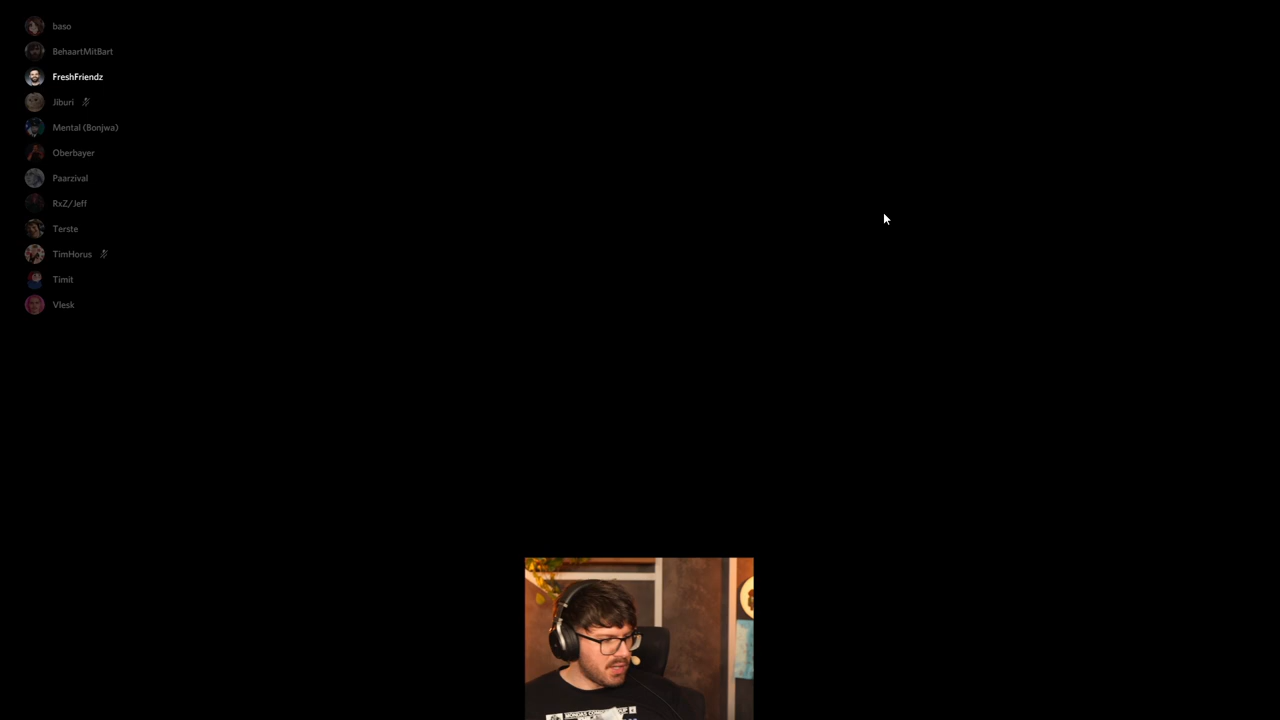 baso
BehaartMitBart
FreshFriendz
Jiburi
Mental (Bonjwa)
Oberbayer
Paarzival
RxZ/Jeff
Terste
TimHorus
Timit
Vlesk